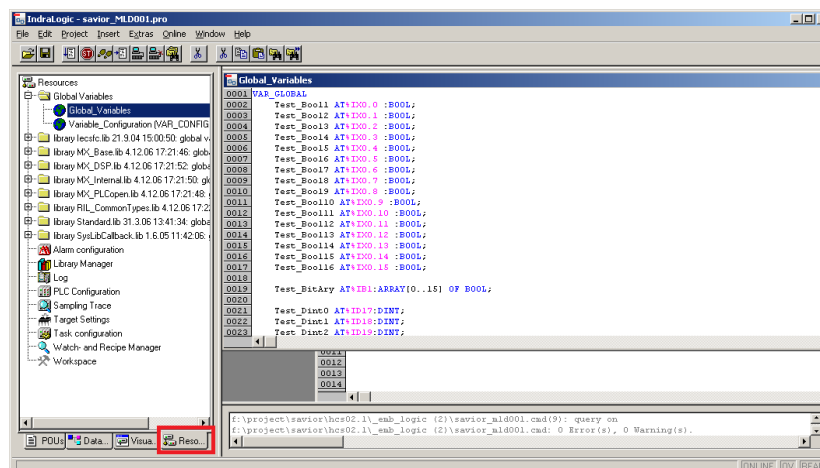 IndraLogic - savior_MLD001.pro
File Edit Project Insert Extras Online Window Help
Resources
Global Variables
Global_Variables
Variable_Configuration (VAR_CONFIG
library Iecsfc.lib 21.9.04 15:00:50: global v
library MX_Base.lib 4.12.06 17:21:46: globa
library MX_DSP.lib 4.12.06 17:21:52: globa
library MX_Internal.lib 4.12.06 17:21:50: gl
library MX_PLCopen.lib 4.12.06 17:21:48:
library RIL_CommonTypes.lib 4.12.06 17:2
library Standard.lib 31.3.06 13:41:34: globa
library SysLibCallback.lib 1.6.05 11:42:06:
Alarm configuration
Library Manager
Log
PLC Configuration
Sampling Trace
Target Settings
Task configuration
Watch- and Recipe Manager
Workspace
POUs Data... Visua... Reso...
Global_Variables
0001 VAR_GLOBAL
0002 Test_Bool1 AT%IX0.0 :BOOL;
0003 Test_Bool2 AT%IX0.1 :BOOL;
0004 Test_Bool3 AT%IX0.2 :BOOL;
0005 Test_Bool4 AT%IX0.3 :BOOL;
0006 Test_Bool5 AT%IX0.4 :BOOL;
0007 Test_Bool6 AT%IX0.5 :BOOL;
0008 Test_Bool7 AT%IX0.6 :BOOL;
0009 Test_Bool8 AT%IX0.7 :BOOL;
0010 Test_Bool9 AT%IX0.8 :BOOL;
0011 Test_Bool10 AT%IX0.9 :BOOL;
0012 Test_Bool11 AT%IX0.10 :BOOL;
0013 Test_Bool12 AT%IX0.11 :BOOL;
0014 Test_Bool13 AT%IX0.12 :BOOL;
0015 Test_Bool14 AT%IX0.13 :BOOL;
0016 Test_Bool15 AT%IX0.14 :BOOL;
0017 Test_Bool16 AT%IX0.15 :BOOL;
0018
0019 Test_BitAry AT%IB1:ARRAY[0..15] OF BOOL;
0020
0021 Test_Dint0 AT%ID17:DINT;
0022 Test_Dint1 AT%ID18:DINT;
0023 Test_Dint2 AT%ID19:DINT;
0011
0012
0013
0014
f:\project\savior\hcs02.1\_emb_logic (2)\savior_mld001.cmd(9): query on
f:\project\savior\hcs02.1\_emb_logic (2)\savior_mld001.cmd: 0 Error(s), 0 Warning(s).
ONLINE OV READ